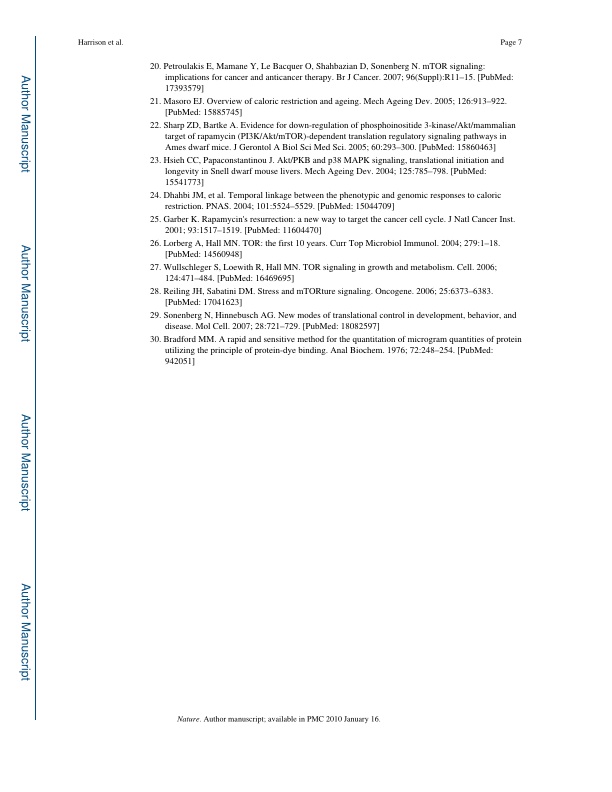 Harrison et al.
Page 7
20. Petroulakis E, Mamane Y, Le Bacquer O, Shahbazian D, Sonenberg N. mTOR signaling:
implications for cancer and anticancer therapy. Br J Cancer. 2007; 96(Suppl):R11–15. [PubMed:
17393579]
21. Masoro EJ. Overview of caloric restriction and ageing. Mech Ageing Dev. 2005; 126:913–922.
[PubMed: 15885745]
22. Sharp ZD, Bartke A. Evidence for down-regulation of phosphoinositide 3-kinase/Akt/mammalian
target of rapamycin (PI3K/Akt/mTOR)-dependent translation regulatory signaling pathways in
Ames dwarf mice. J Gerontol A Biol Sci Med Sci. 2005; 60:293–300. [PubMed: 15860463]
23. Hsieh CC, Papaconstantinou J. Akt/PKB and p38 MAPK signaling, translational initiation and
longevity in Snell dwarf mouse livers. Mech Ageing Dev. 2004; 125:785–798. [PubMed:
15541773]
24. Dhahbi JM, et al. Temporal linkage between the phenotypic and genomic responses to caloric
restriction. PNAS. 2004; 101:5524–5529. [PubMed: 15044709]
25. Garber K. Rapamycin's resurrection: a new way to target the cancer cell cycle. J Natl Cancer Inst.
2001; 93:1517–1519. [PubMed: 11604470]
26. Lorberg A, Hall MN. TOR: the first 10 years. Curr Top Microbiol Immunol. 2004; 279:1–18.
[PubMed: 14560948]
27. Wullschleger S, Loewith R, Hall MN. TOR signaling in growth and metabolism. Cell. 2006;
124:471–484. [PubMed: 16469695]
28. Reiling JH, Sabatini DM. Stress and mTORture signaling. Oncogene. 2006; 25:6373–6383.
[PubMed: 17041623]
29. Sonenberg N, Hinnebusch AG. New modes of translational control in development, behavior, and
disease. Mol Cell. 2007; 28:721–729. [PubMed: 18082597]
30. Bradford MM. A rapid and sensitive method for the quantitation of microgram quantities of protein
utilizing the principle of protein-dye binding. Anal Biochem. 1976; 72:248–254. [PubMed:
942051]
Author Manuscript
Author Manuscript
Author Manuscript
Author Manuscript
Nature. Author manuscript; available in PMC 2010 January 16.